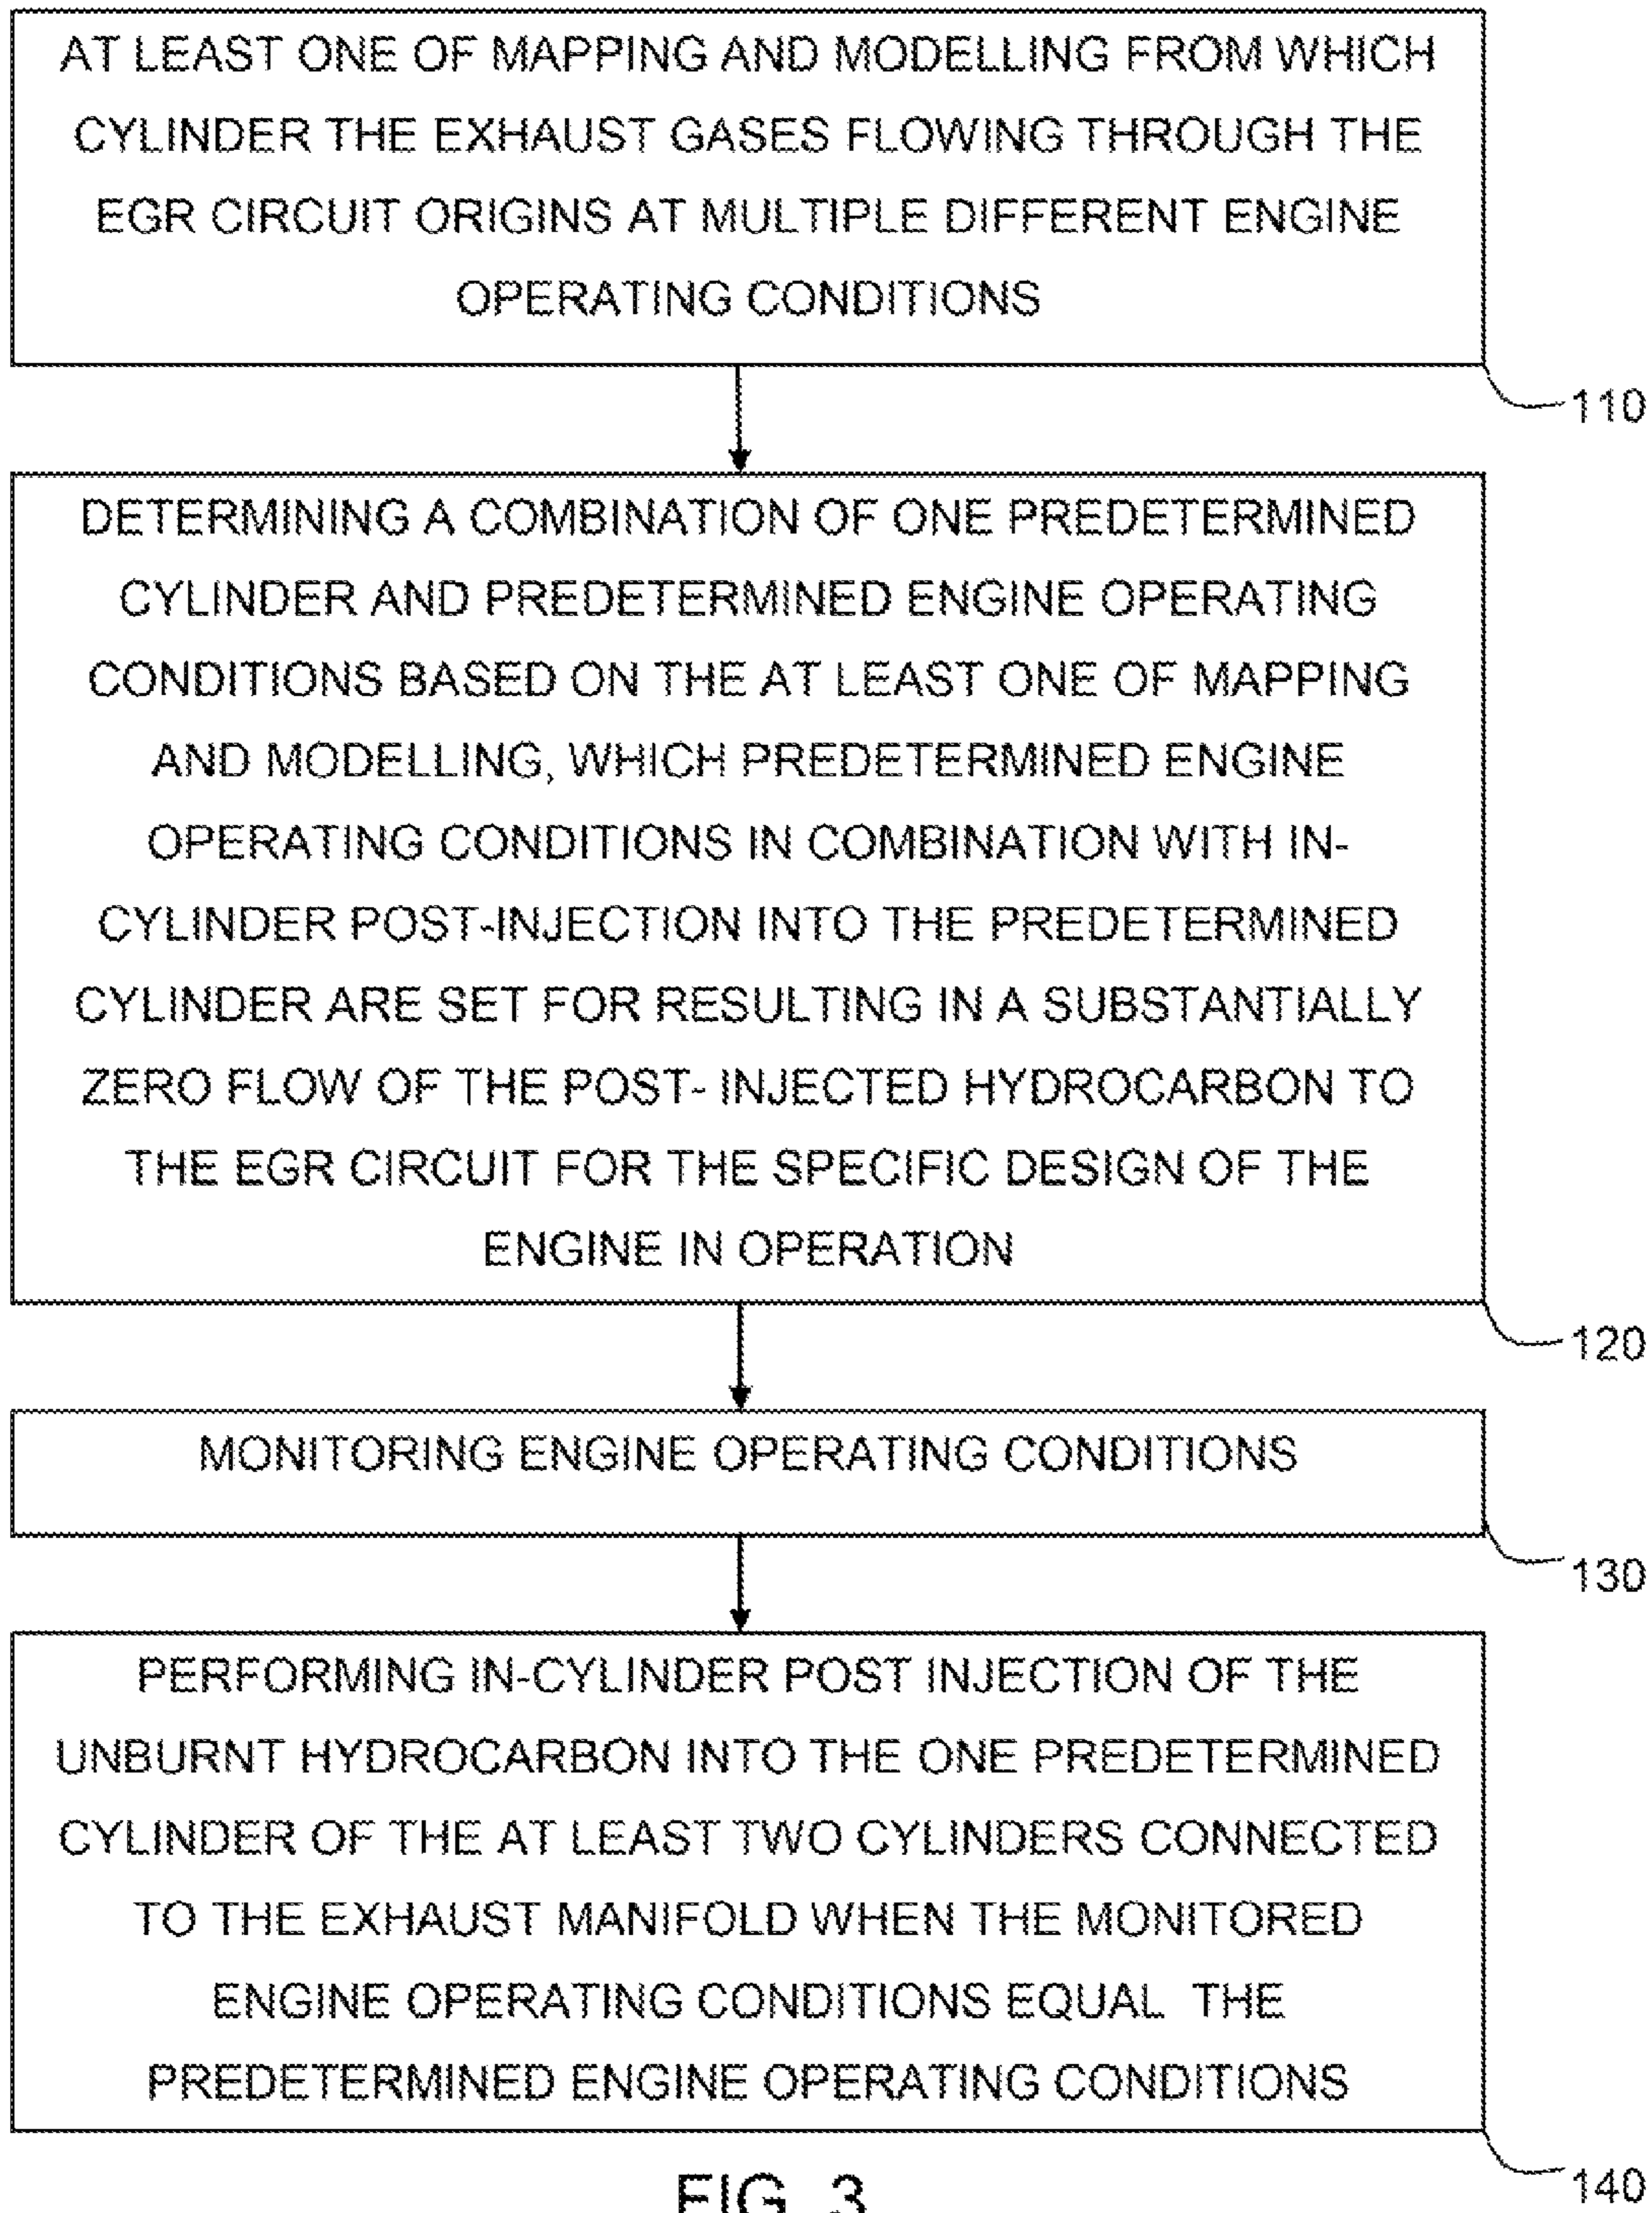 AT LEAST ONE OF MAPPING AND MODELLING FROM WHICH
CYLINDER THE EXHAUST GASES FLOWING THROUGH THE
EGR CIRCUIT ORIGINS AT MULTIPLE DIFFERENT ENGINE
OPERATING CONDITIONS
110
DETERMINING A COMBINATION OF ONE PREDETERMINED
CYLINDER AND PREDETERMINED ENGINE OPERATING
CONDITIONS BASED ON THE AT LEAST ONE OF MAPPING
AND MODELLING, WHICH PREDETERMINED ENGINE
OPERATING CONDITIONS IN COMBINATION WITH IN-
CYLINDER POST-INJECTION INTO THE PREDETERMINED
CYLINDER ARE SET FOR RESULTING IN A SUBSTANTIALLY
ZERO FLOW OF THE POST- INJECTED HYDROCARBON TO
THE EGR CIRCUIT FOR THE SPECIFIC DESIGN OF THE
ENGINE IN OPERATION
120
MONITORING ENGINE OPERATING CONDITIONS
130
PERFORMING IN-CYLINDER POST INJECTION OF THE
UNBURNT HYDROCARBON INTO THE ONE PREDETERMINED
CYLINDER OF THE AT LEAST TWO CYLINDERS CONNECTED
TO THE EXHAUST MANIFOLD WHEN THE MONITORED
ENGINE OPERATING CONDITIONS EQUAL THE
PREDETERMINED ENGINE OPERATING CONDITIONS
140
FIG. 3